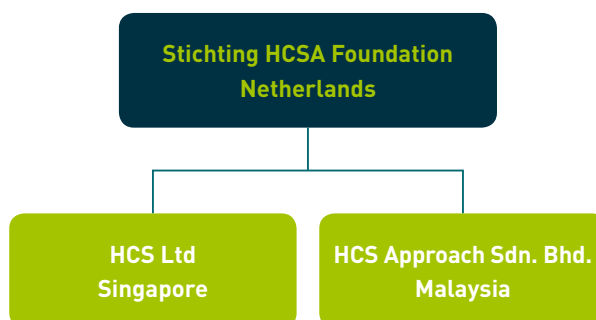 Stichting HCSA Foundation
Netherlands
HCS Ltd
Singapore
HCS Approach Sdn. Bhd.
Malaysia